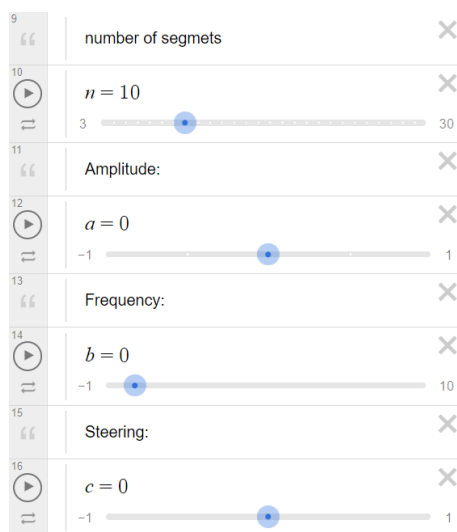 9
“ number of segmets
10
n = 10
3 30
11
“ Amplitude:
12
a = 0
−1 1
13
“ Frequency:
14
b = 0
−1 10
15
“ Steering:
16
c = 0
−1 1